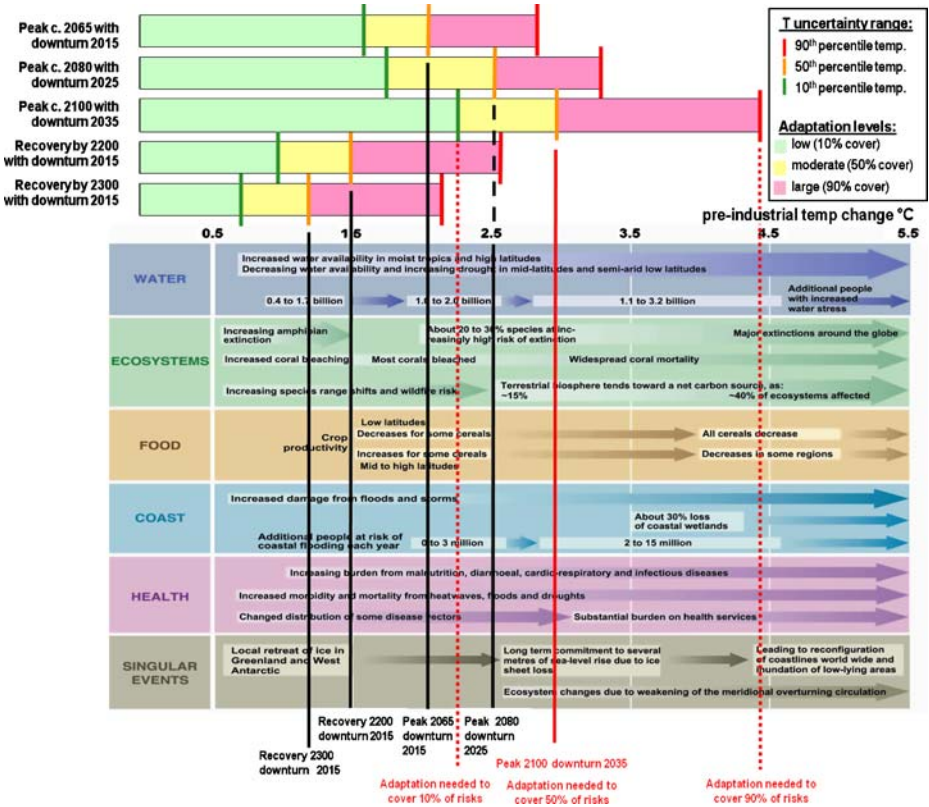 Peak c. 2065 with
downturn 2015
Peak c. 2080 with
downturn 2025
Peak c. 2100 with
downturn 2035
Recovery by 2200
with downturn 2015
Recovery by 2300
with downturn 2015
T uncertainty range:
90th percentile temp.
50th percentile temp.
10th percentile temp.
Adaptation levels:
low (10% cover)
moderate (50% cover)
large (90% cover)
pre-industrial temp change °C
0.5 1.5 2.5 3.5 4.5 5.5
WATER
Increased water availability in moist tropics and high latitudes
Decreasing water availability and increasing drought in mid-latitudes and semi-arid low latitudes
0.4 to 1.7 billion
1.0 to 2.0 billion
1.1 to 3.2 billion
Additional people
with increased
water stress
ECOSYSTEMS
Increasing amphibian
extinction
About 20 to 30% species at inc-
reasingly high risk of extinction
Major extinctions around the globe
Increased coral bleaching
Most corals bleached
Widespread coral mortality
Increasing species range shifts and wildfire risk
Terrestrial biosphere tends toward a net carbon source, as:
~15%
~40% of ecosystems affected
FOOD
Crop
productivity
Low latitudes
Decreases for some cereals
All cereals decrease
Increases for some cereals
Mid to high latitudes
Decreases in some regions
COAST
Increased damage from floods and storms
About 30% loss
of coastal wetlands
Additional people at risk of
coastal flooding each year
0 to 3 million
2 to 15 million
HEALTH
Increasing burden from malnutrition, diarrhoeal, cardio-respiratory and infectious diseases
Increased morbidity and mortality from heatwaves, floods and droughts
Changed distribution of some disease vectors
Substantial burden on health services
SINGULAR
EVENTS
Local retreat of ice in
Greenland and West
Antarctic
Long term commitment to several
metres of sea-level rise due to ice
sheet loss
Leading to reconfiguration
of coastlines world wide and
inundation of low-lying areas
Ecosystem changes due to weakening of the meridional overturning circulation
Recovery 2300
downturn 2015
Recovery 2200
downturn 2015
Peak 2065
downturn
2015
Peak 2080
downturn
2025
Peak 2100 downturn 2035
Adaptation needed to
cover 10% of risks
Adaptation needed to
cover 50% of risks
Adaptation needed to
cover 90% of risks